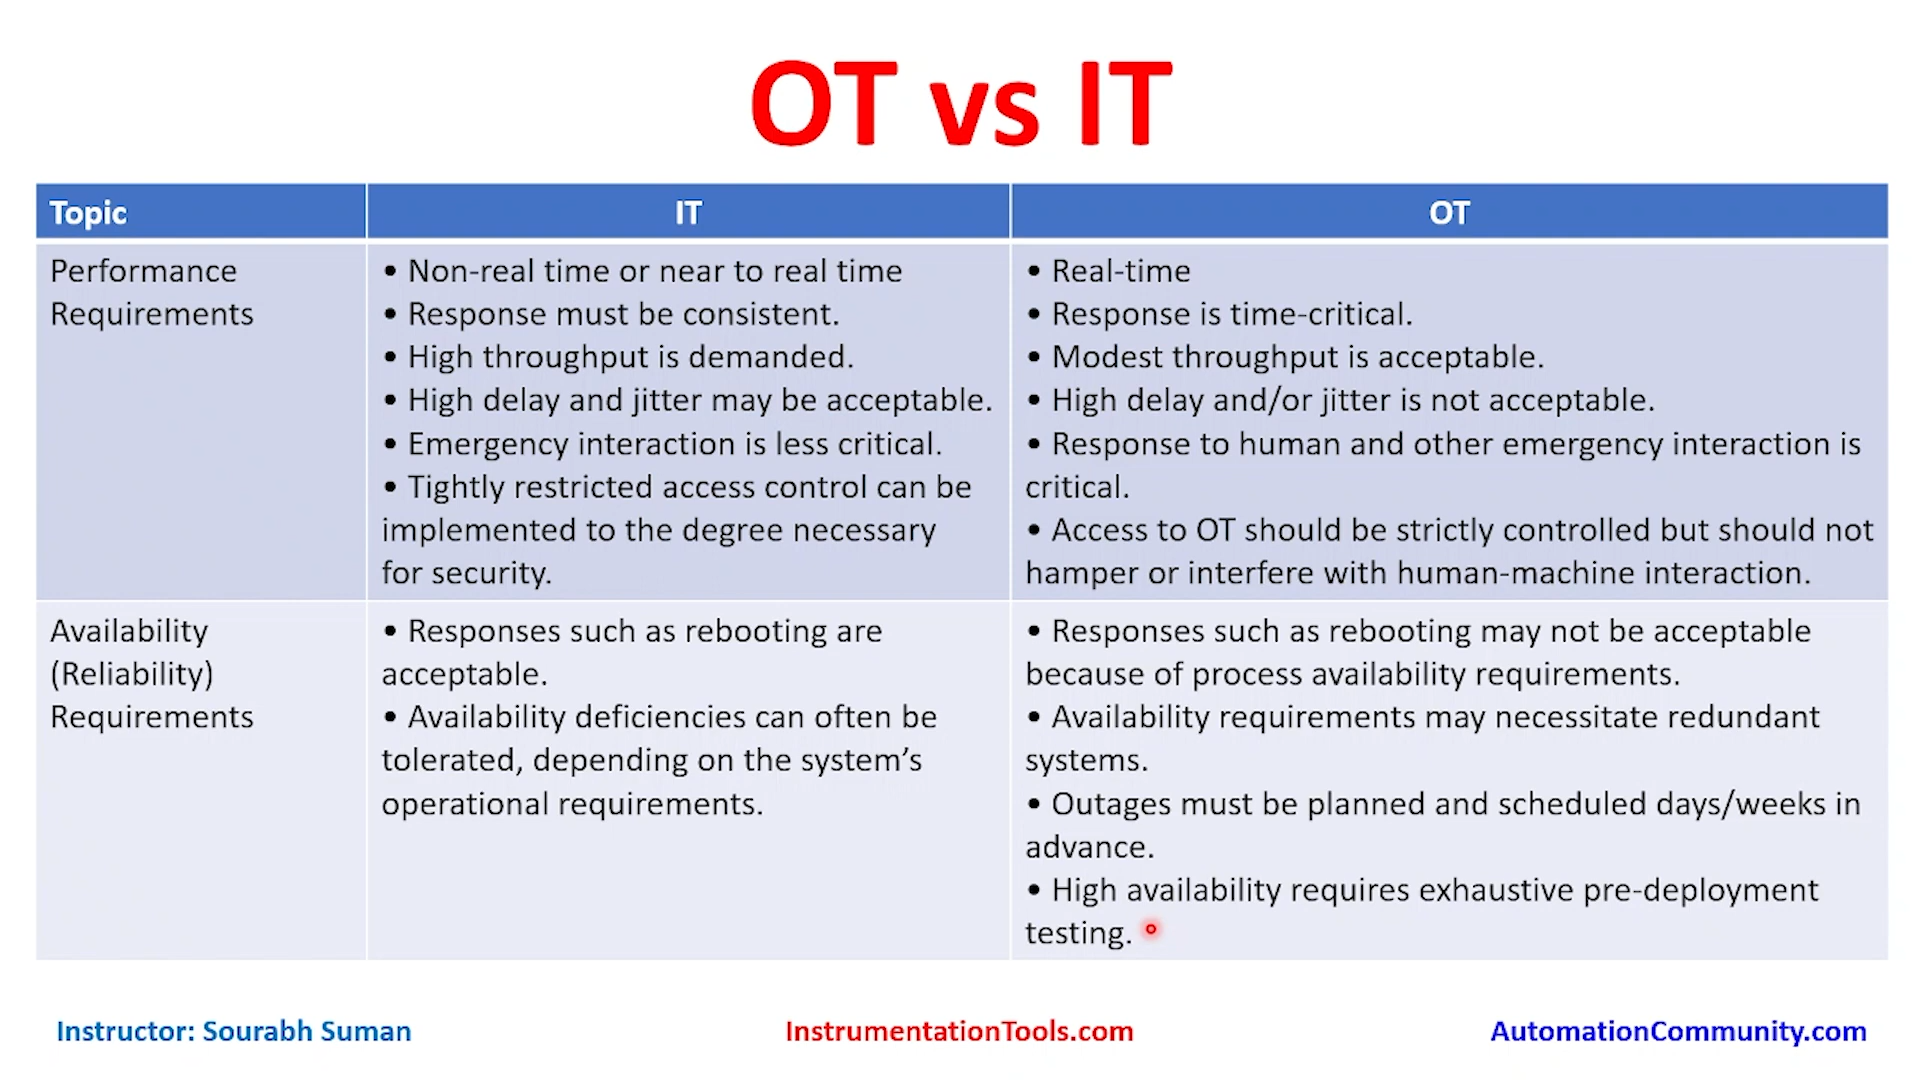 OT vs IT
Topic
IT
OT
Performance
Requirements
• Non-real time or near to real time
• Response must be consistent.
• High throughput is demanded.
• High delay and jitter may be acceptable.
• Emergency interaction is less critical.
• Tightly restricted access control can be
implemented to the degree necessary
for security.
• Real-time
• Response is time-critical.
• Modest throughput is acceptable.
• High delay and/or jitter is not acceptable.
• Response to human and other emergency interaction is
critical.
• Access to OT should be strictly controlled but should not
hamper or interfere with human-machine interaction.
Availability
(Reliability)
Requirements
• Responses such as rebooting are
acceptable.
• Availability deficiencies can often be
tolerated, depending on the system’s
operational requirements.
• Responses such as rebooting may not be acceptable
because of process availability requirements.
• Availability requirements may necessitate redundant
systems.
• Outages must be planned and scheduled days/weeks in
advance.
• High availability requires exhaustive pre-deployment
testing.
Instructor: Sourabh Suman
InstrumentationTools.com
AutomationCommunity.com